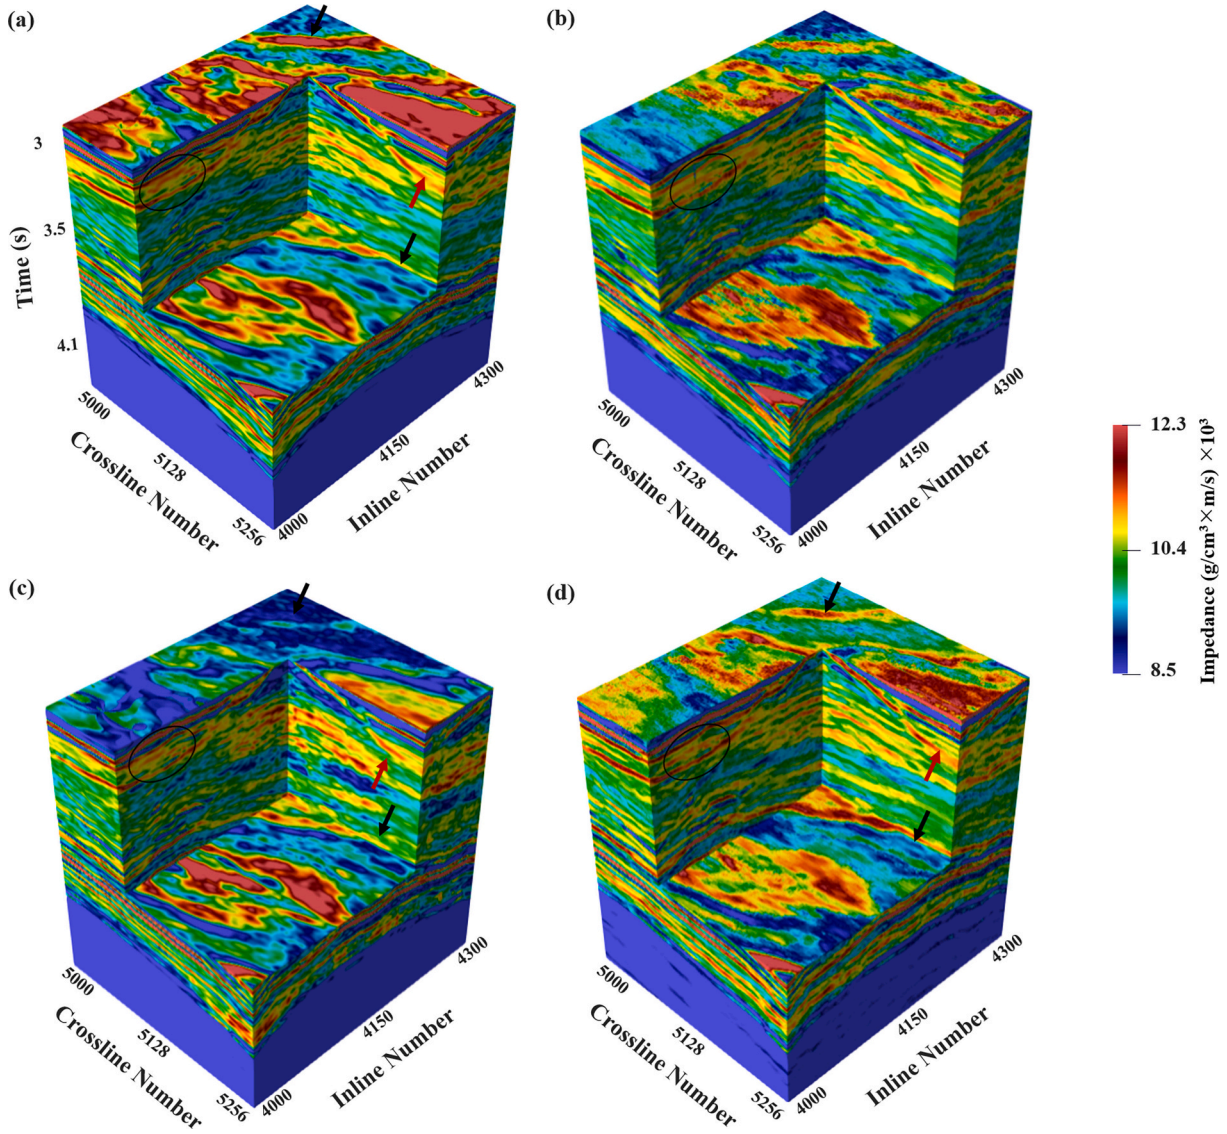 (a)
(b)
3
3.5
4.1
Time (s)
5000
5128
5256
Crossline Number
4000
4150
4300
Inline Number
5000
5128
5256
Crossline Number
4000
4150
4300
Inline Number
12.3
10.4
8.5
Impedance (g/cm³×m/s) ×10³
(c)
(d)
5000
5128
5256
Crossline Number
4000
4150
4300
Inline Number
5000
5128
5256
Crossline Number
4000
4150
4300
Inline Number